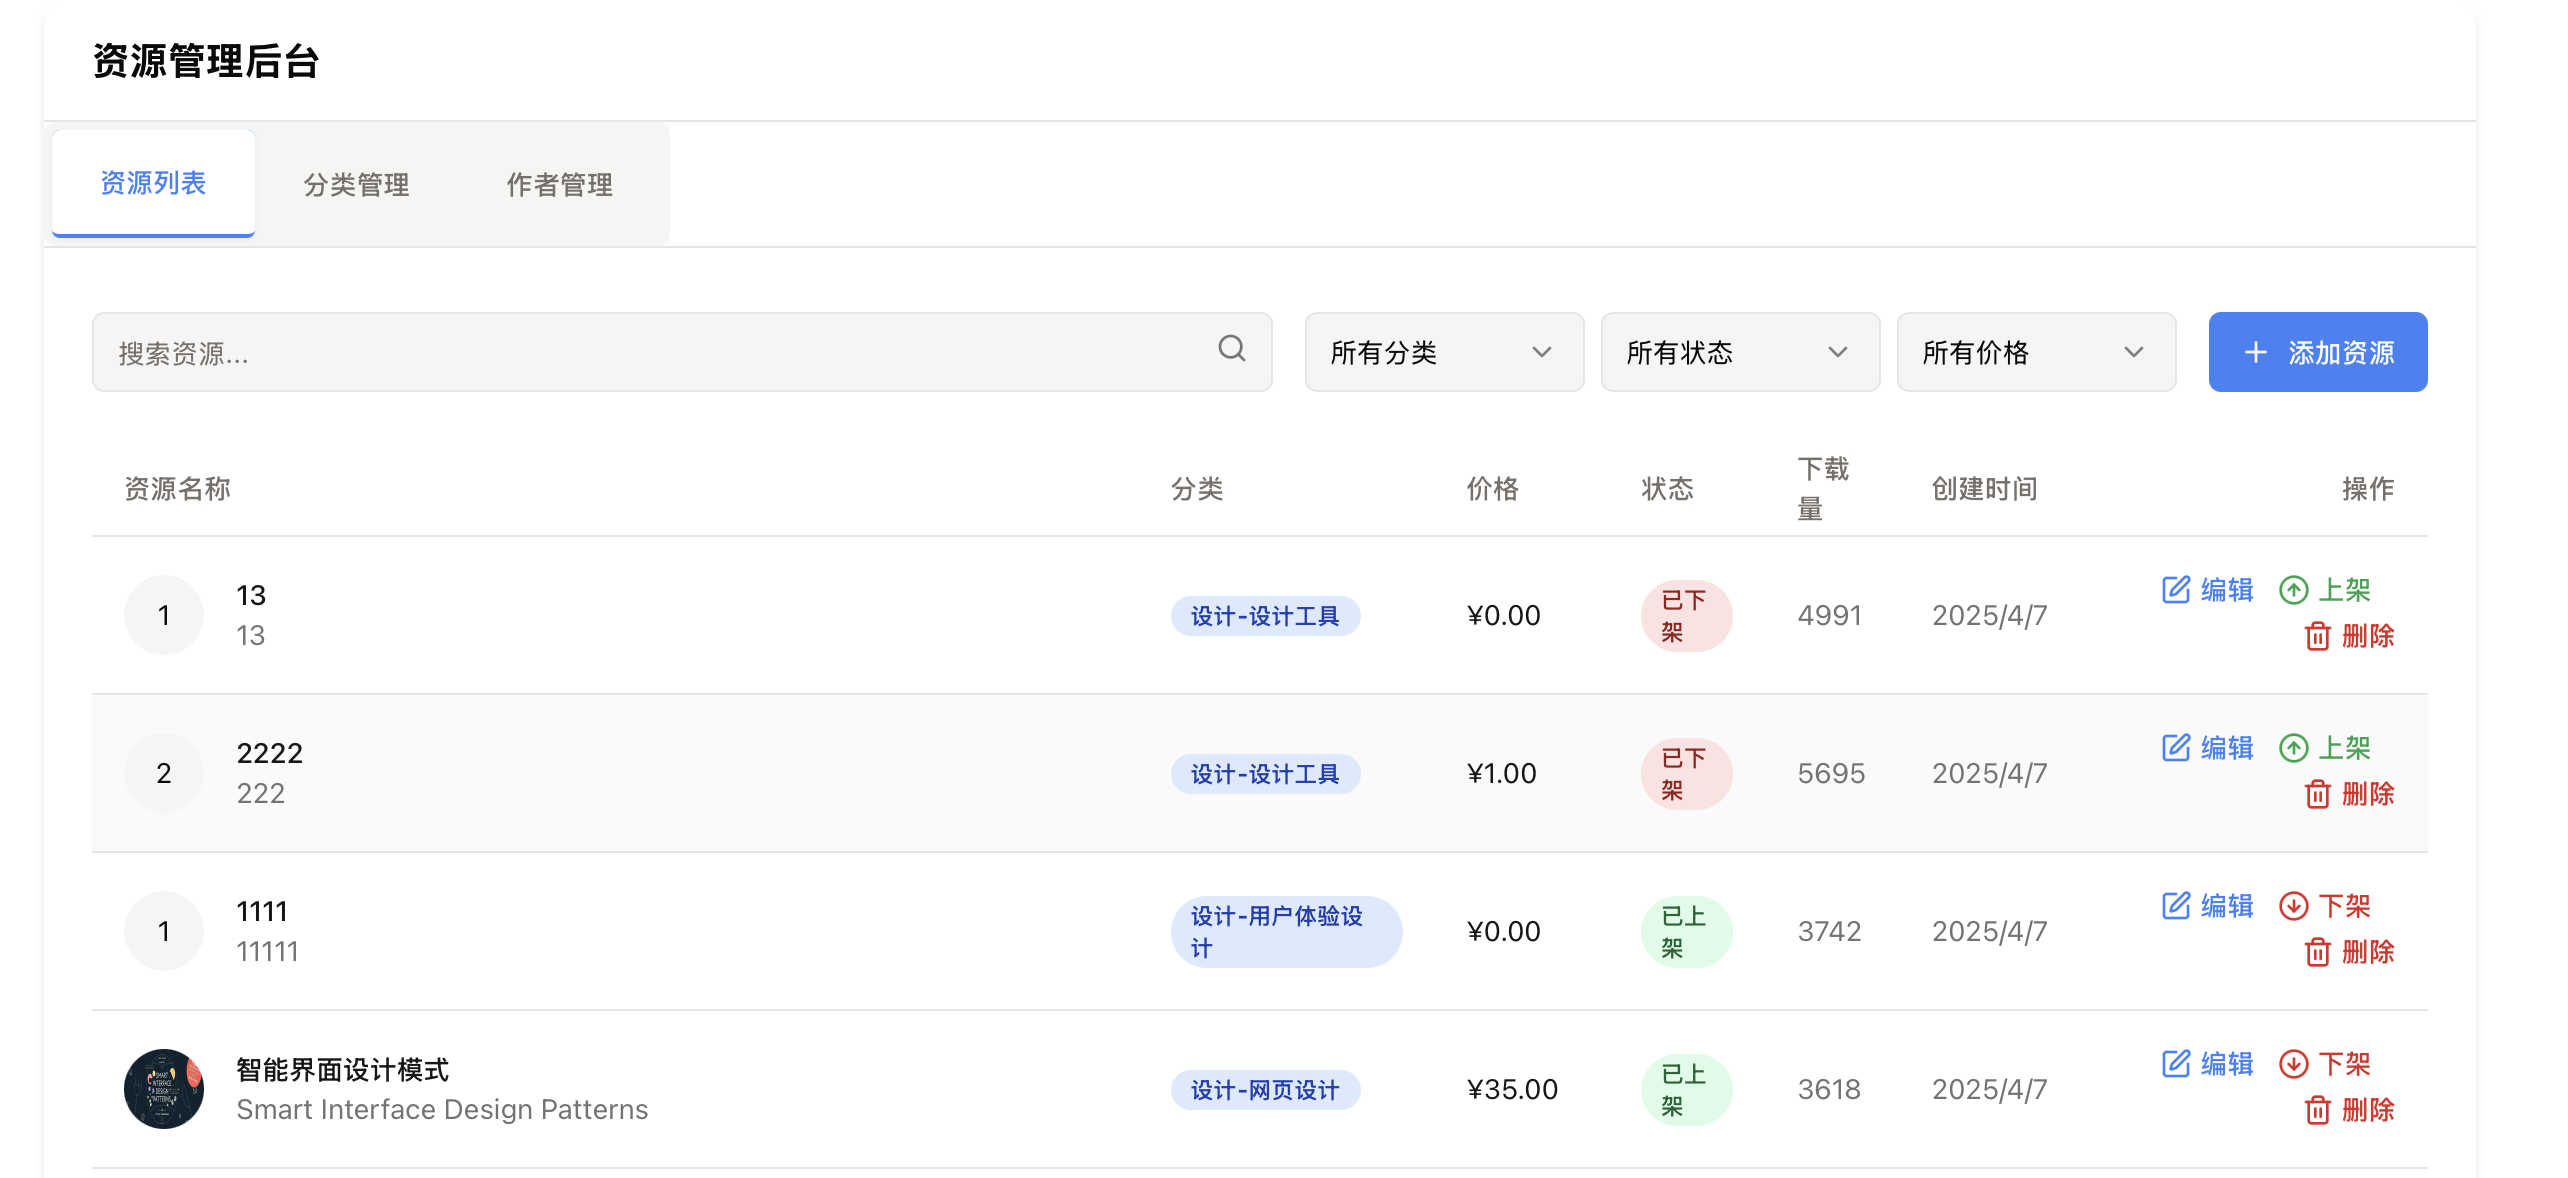 资源管理后台
资源列表 分类管理 作者管理
搜索资源... 所有分类 所有状态 所有价格 添加资源
资源名称 分类 价格 状态 下载量 创建时间 操作
1 13 设计-设计工具 ¥0.00 已下架 4991 2025/4/7 编辑 上架
13 删除
2 2222 设计-设计工具 ¥1.00 已下架 5695 2025/4/7 编辑 上架
222 删除
1 1111 设计-用户体验设计 ¥0.00 已上架 3742 2025/4/7 编辑 下架
11111 删除
SMART INTERFACE DESIGN PATTERNS 智能界面设计模式 设计-网页设计 ¥35.00 已上架 3618 2025/4/7 编辑 下架
Smart Interface Design Patterns 删除